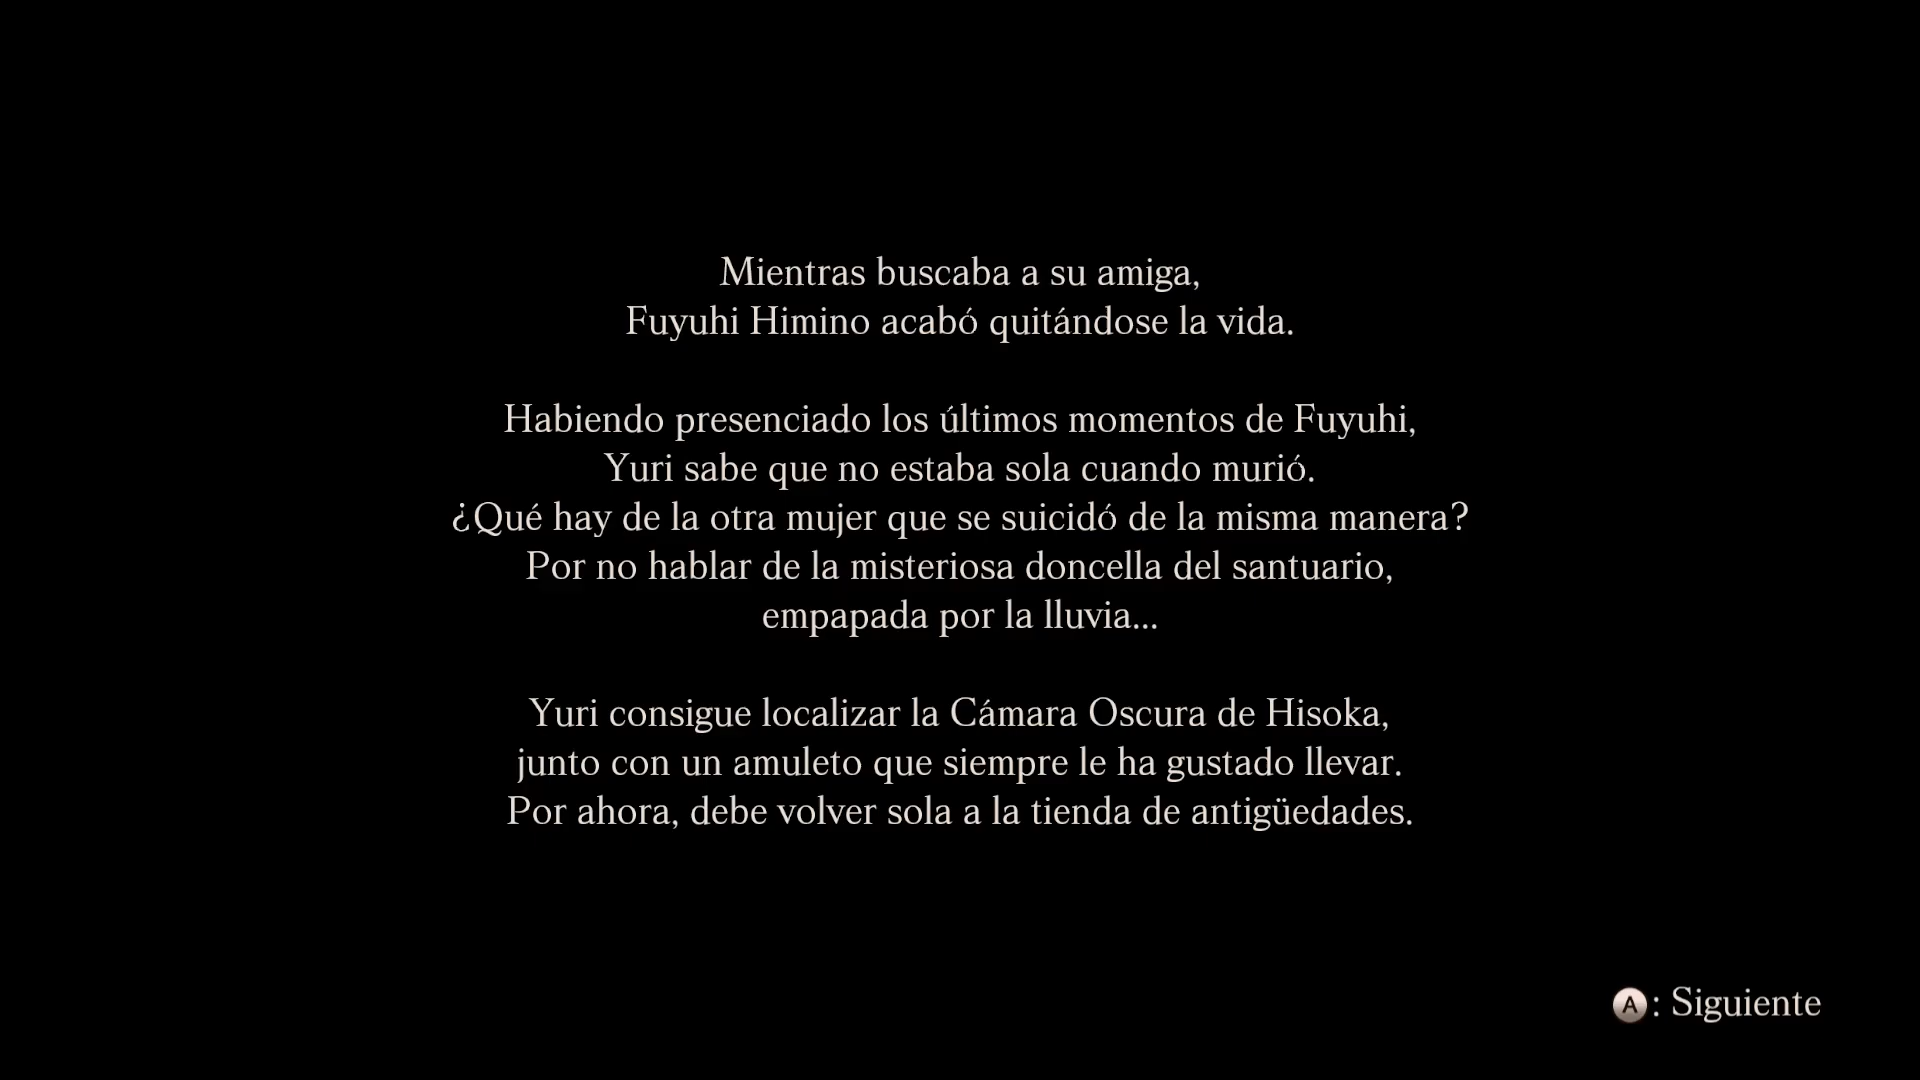 Mientras buscaba a su amiga,
Fuyuhi Himino acabó quitándose la vida.
Habiendo presenciado los últimos momentos de Fuyuhi,
Yuri sabe que no estaba sola cuando murió.
¿Qué hay de la otra mujer que se suicidó de la misma manera?
Por no hablar de la misteriosa doncella del santuario,
empapada por la lluvia...
Yuri consigue localizar la Cámara Oscura de Hisoka,
junto con un amuleto que siempre le ha gustado llevar.
Por ahora, debe volver sola a la tienda de antigüedades.
A: Siguiente